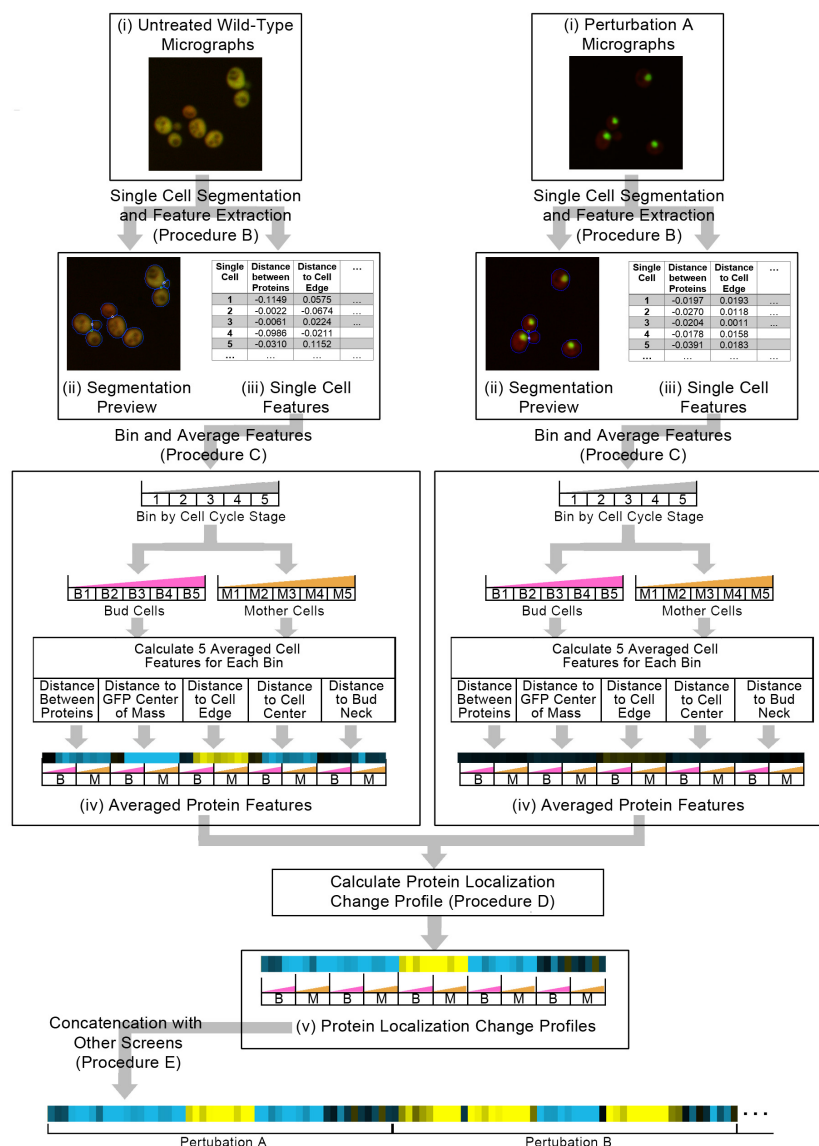 (i) Untreated Wild-Type
Micrographs
(i) Perturbation A
Micrographs
Single Cell Segmentation
and Feature Extraction
(Procedure B)
Single Cell Segmentation
and Feature Extraction
(Procedure B)
Single Cell | Distance between Proteins | Distance to Cell Edge | ...
1 | -0.1149 | 0.0575 | ...
2 | -0.0022 | -0.0674 | ...
3 | -0.0061 | 0.0224 | ...
4 | -0.0986 | -0.0211
5 | -0.0310 | 0.1152
... | ... | ... | ...
(ii) Segmentation
Preview
(iii) Single Cell
Features
Single Cell | Distance between Proteins | Distance to Cell Edge | ...
1 | -0.0197 | 0.0193 | ...
2 | -0.0270 | 0.0118 | ...
3 | -0.0204 | 0.0011 | ...
4 | -0.0178 | 0.0158
5 | -0.0391 | 0.0183
... | ... | ... | ...
(ii) Segmentation
Preview
(iii) Single Cell
Features
Bin and Average Features
(Procedure C)
Bin and Average Features
(Procedure C)
1 2 3 4 5
Bin by Cell Cycle Stage
B1 B2 B3 B4 B5
Bud Cells
M1 M2 M3 M4 M5
Mother Cells
Calculate 5 Averaged Cell
Features for Each Bin
Distance Between Proteins | Distance to GFP Center of Mass | Distance to Cell Edge | Distance to Cell Center | Distance to Bud Neck
B M B M B M B M B M
(iv) Averaged Protein Features
1 2 3 4 5
Bin by Cell Cycle Stage
B1 B2 B3 B4 B5
Bud Cells
M1 M2 M3 M4 M5
Mother Cells
Calculate 5 Averaged Cell
Features for Each Bin
Distance Between Proteins | Distance to GFP Center of Mass | Distance to Cell Edge | Distance to Cell Center | Distance to Bud Neck
B M B M B M B M B M
(iv) Averaged Protein Features
Calculate Protein Localization
Change Profile (Procedure D)
B M B M B M B M B M
(v) Protein Localization Change Profiles
Concatencation with
Other Screens
(Procedure E)
...
Pertubation A
Pertubation B